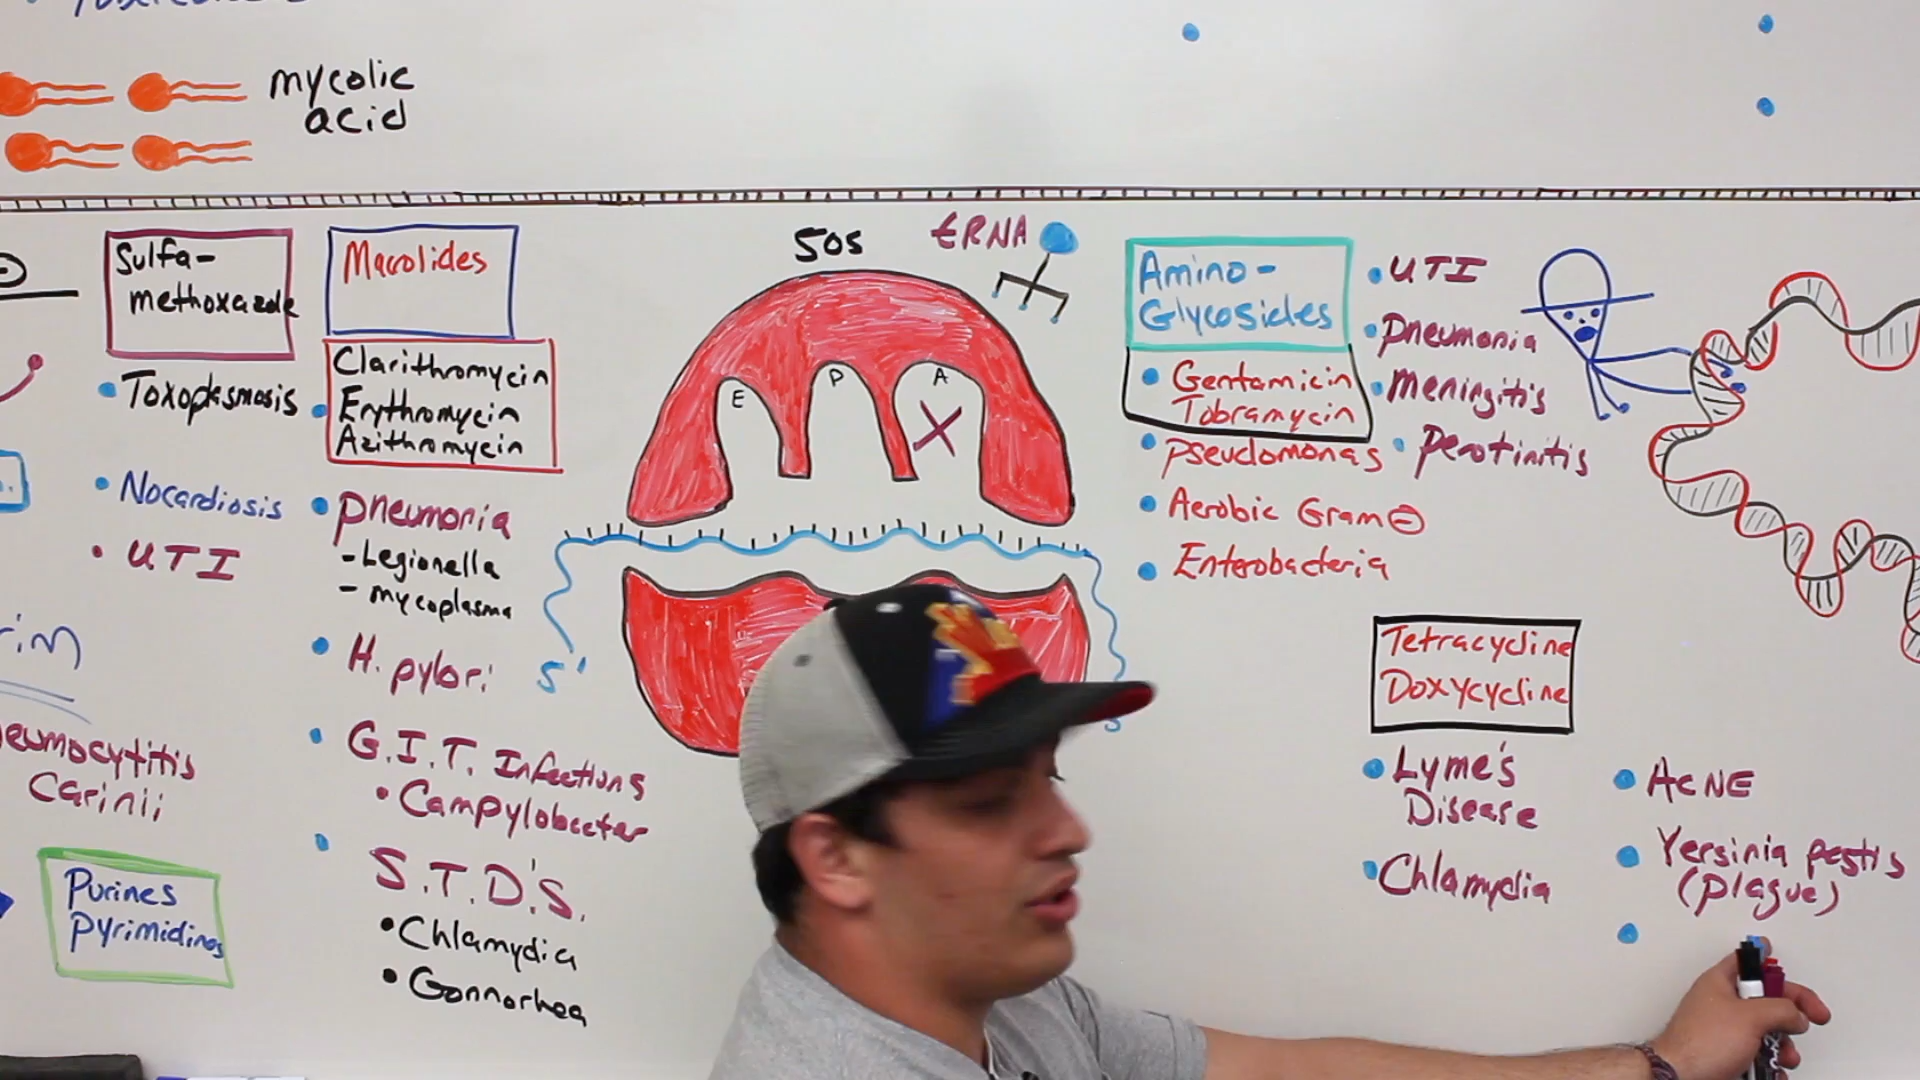 mycolic
acid
Sulfa-
methoxazole
• Toxoplasmosis
• Nocardiosis
• UTI
Carinii
Purines
Pyrimidines
Macrolides
Clarithromycin
• Erythromycin
Azithromycin
• pneumonia
- Legionella
- mycoplasma
• H. pylori
• G.I.T. Infections
• Campylobacter
• S.T.D'S.
• Chlamydia
• Gonnorhea
50s
tRNA
E
P
A
5'
Amino-
Glycosides
• Gentamicin
Tobramycin
• pseudomonas
• Aerobic Gram ⊖
• Enterobacteria
• UTI
• pneumonia
• meningitis
• perotinitis
Tetracycline
Doxycycline
• Lyme's
Disease
• Chlamydia
• ACNE
• Yersinia pestis
(plague)